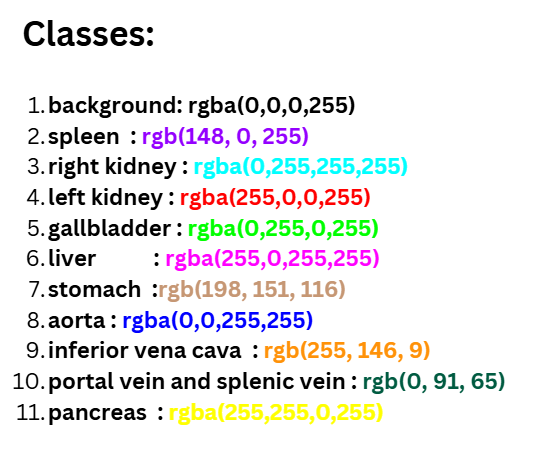 Classes:
1. background: rgba(0,0,0,255)
2. spleen : rgb(148, 0, 255)
3. right kidney : rgba(0,255,255,255)
4. left kidney : rgba(255,0,0,255)
5. gallbladder : rgba(0,255,0,255)
6. liver : rgba(255,0,255,255)
7. stomach :rgb(198, 151, 116)
8. aorta : rgba(0,0,255,255)
9. inferior vena cava : rgb(255, 146, 9)
10. portal vein and splenic vein : rgb(0, 91, 65)
11. pancreas : rgba(255,255,0,255)